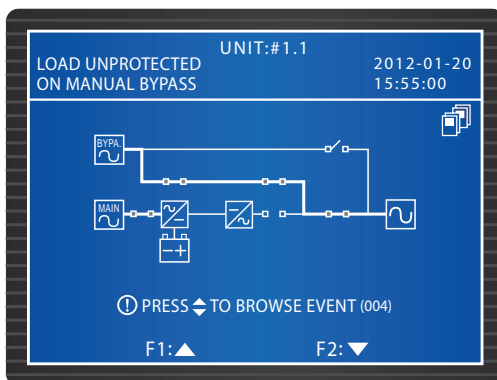 UNIT:#1.1
LOAD UNPROTECTED
ON MANUAL BYPASS
2012-01-20
15:55:00
BYPA.
MAIN
PRESS TO BROWSE EVENT (004)
F1: F2: